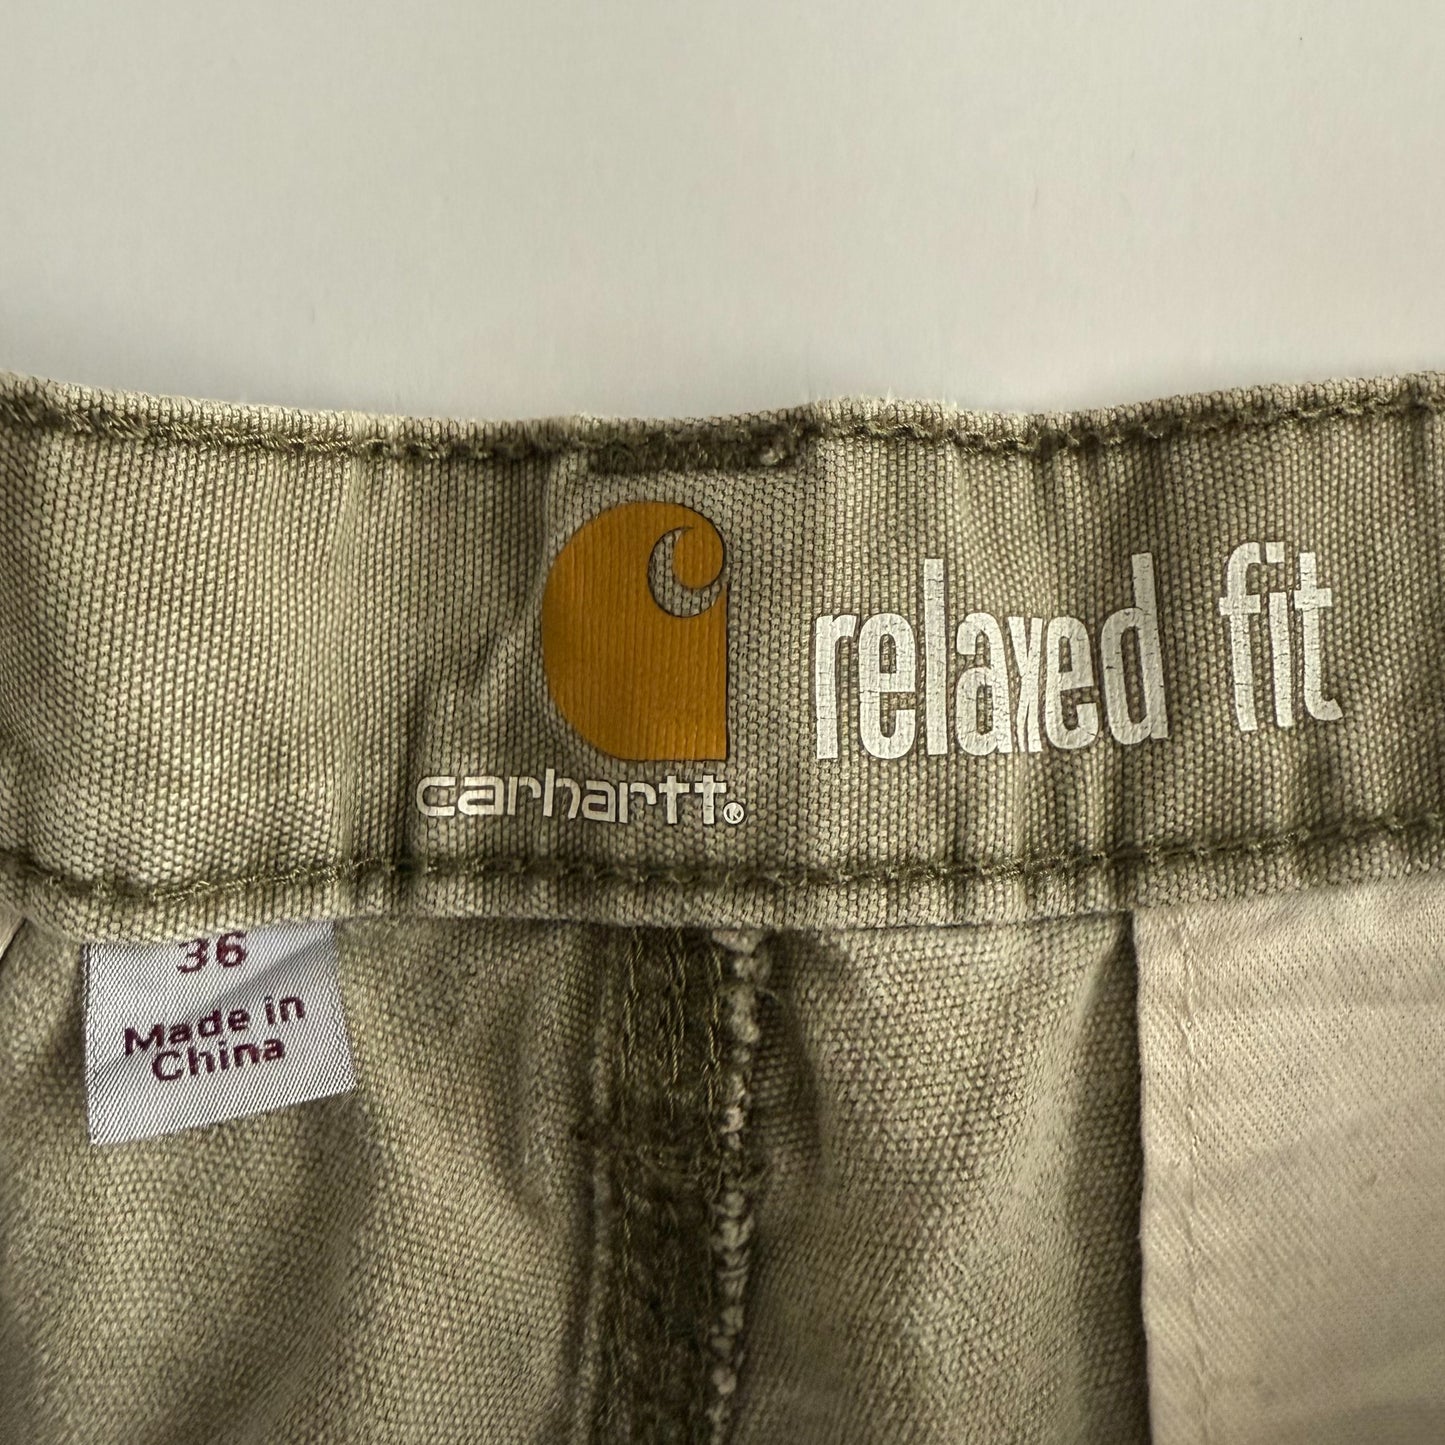 relaxed fit
carhartt®
36
Made in
China